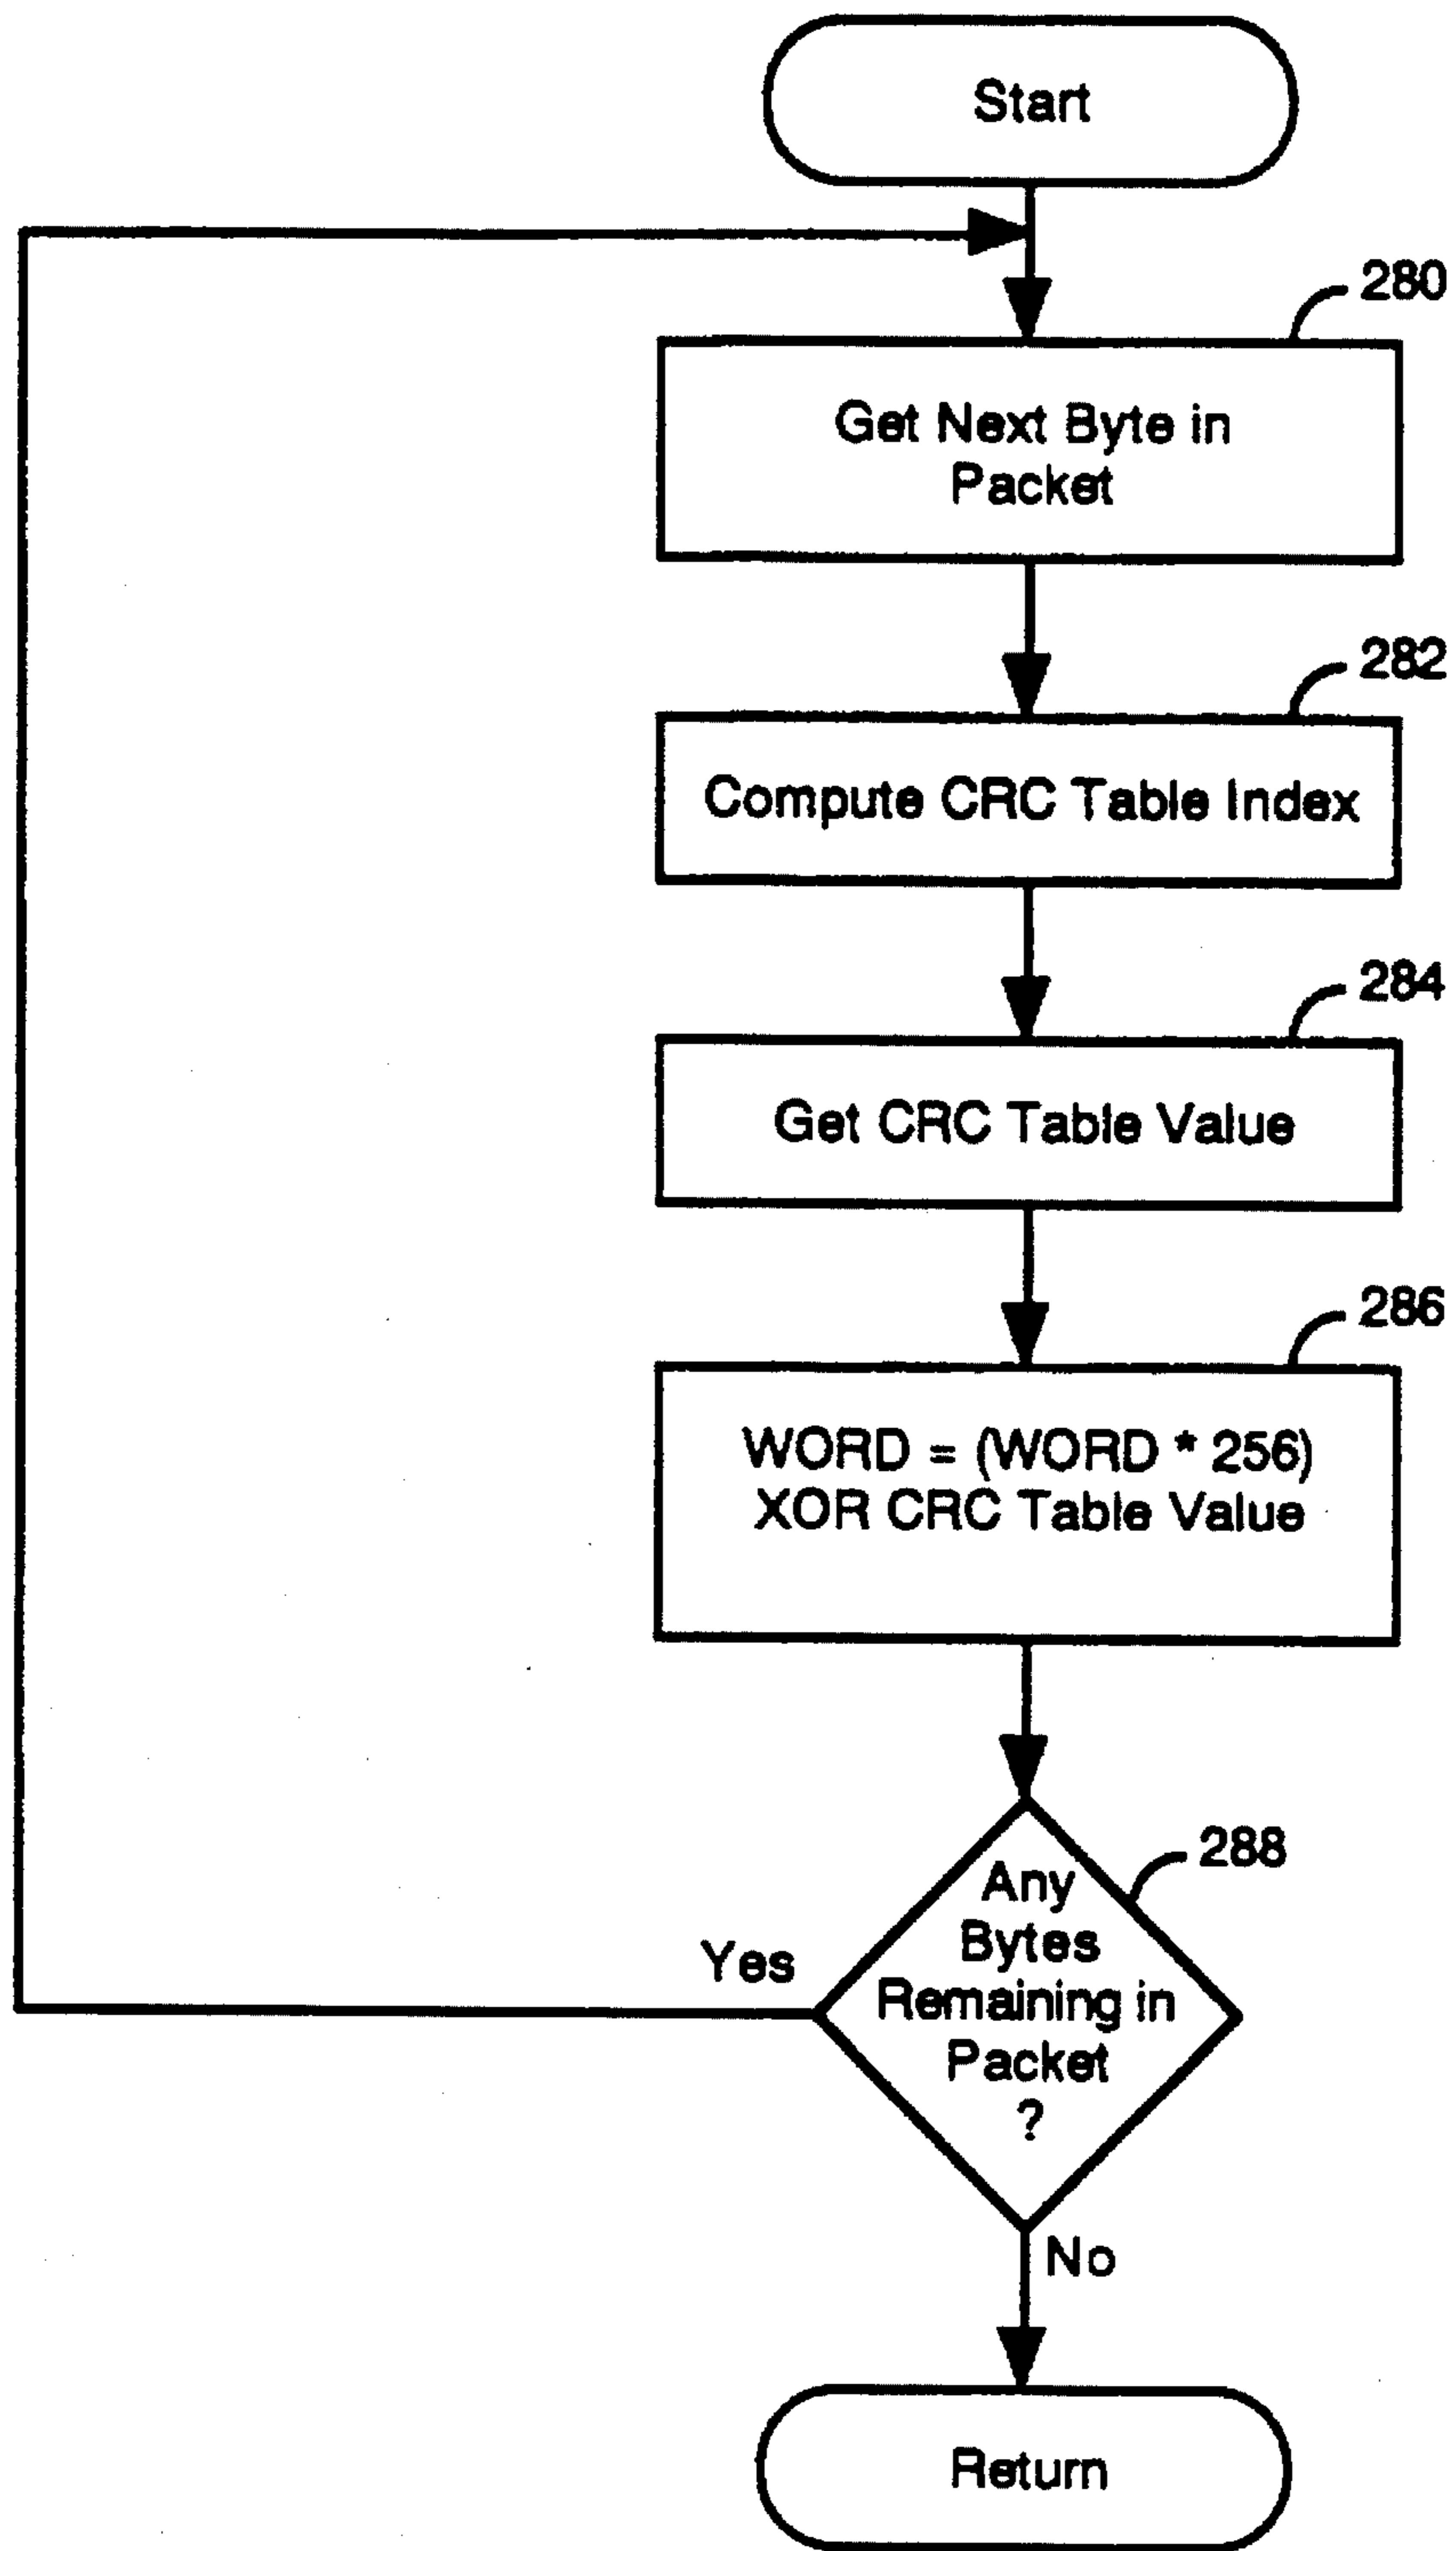 Start
280
Get Next Byte in
Packet
282
Compute CRC Table Index
284
Get CRC Table Value
286
WORD = (WORD * 256)
XOR CRC Table Value
288
Any
Bytes
Yes
Remaining in
Packet
?
No
Return